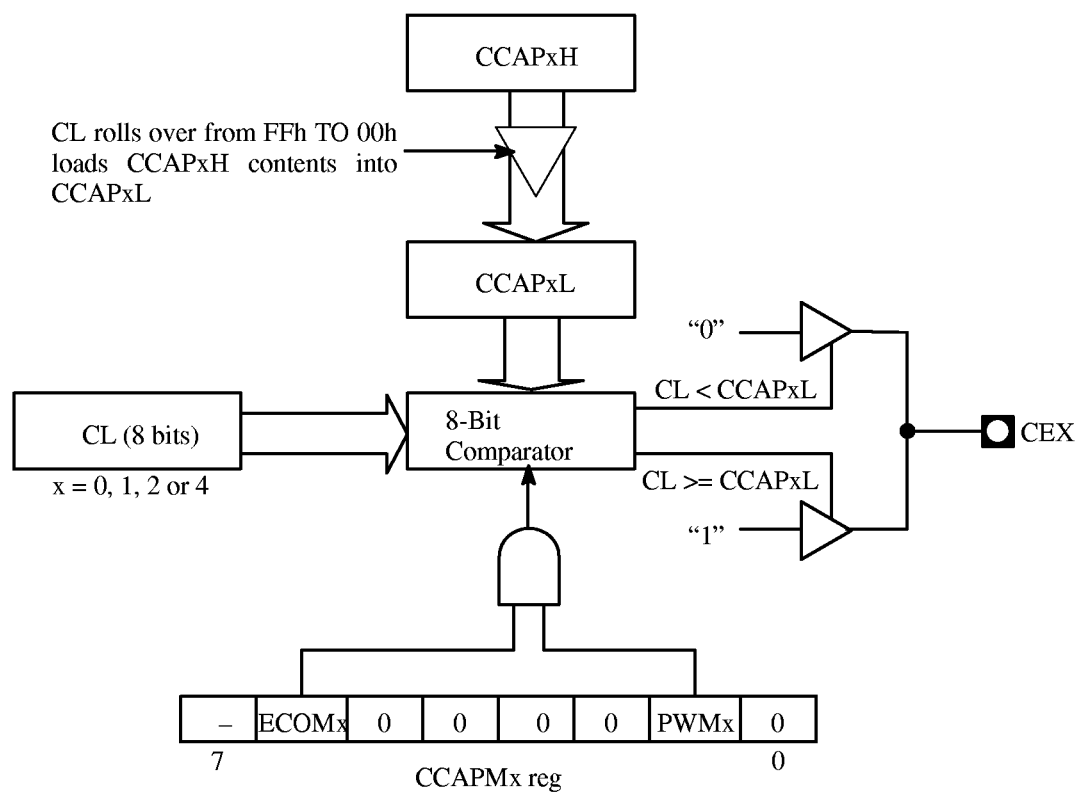 CCAPxH
CL rolls over from FFh TO 00h
loads CCAPxH contents into
CCAPxL
CCAPxL
“0”
CL < CCAPxL
CL (8 bits)
8-Bit
Comparator
CEX
x = 0, 1, 2 or 4
CL >= CCAPxL
“1”
– ECOMx 0 0 0 0 PWMx 0
7 0
CCAPMx reg